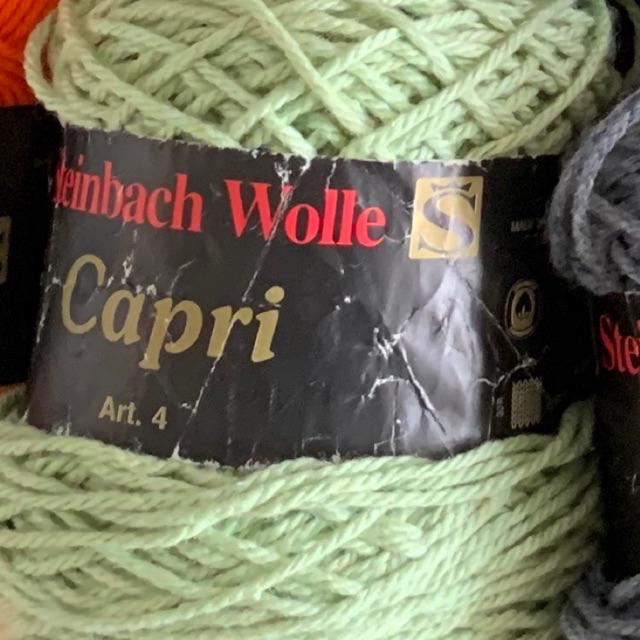 Steinbach Wolle S
Capri
Art. 4
Ste